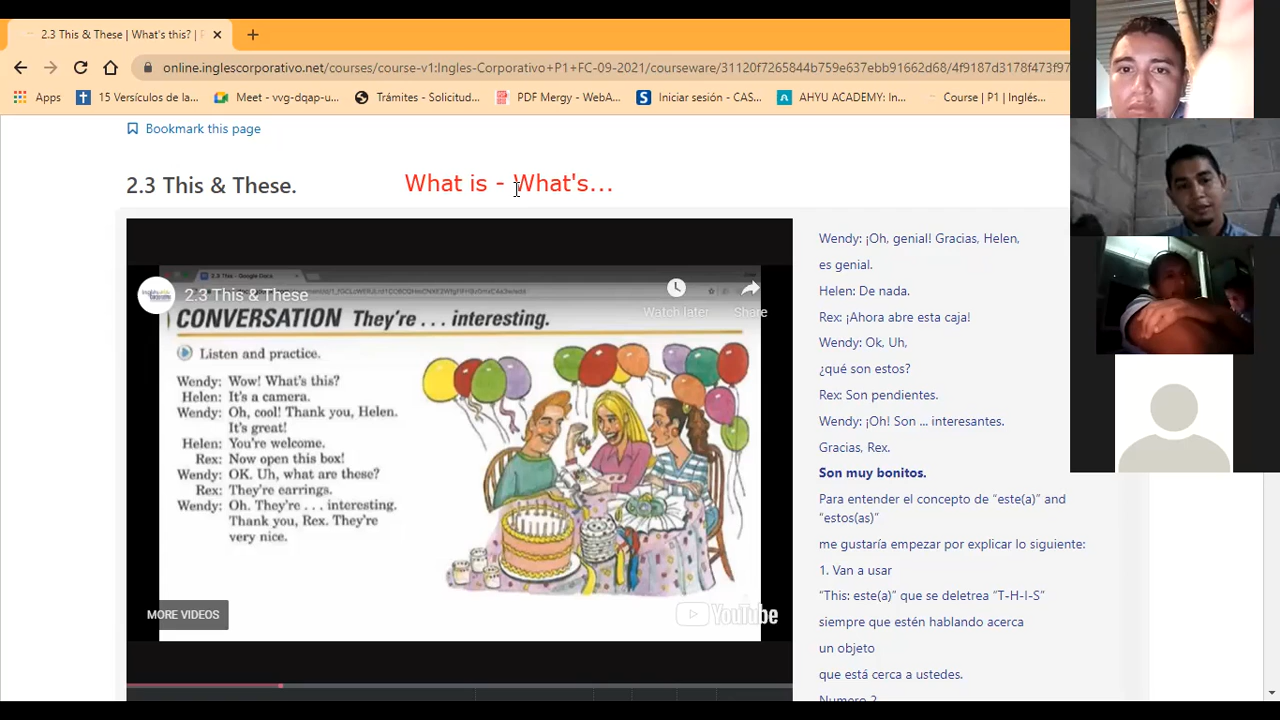 2.3 This & These | What's this? |
online.inglescorporativo.net/courses/course-v1:Ingles-Corporativo+P1+FC-09-2021/courseware/31120f7265844b759e637ebb91662d68/4f9187d3178f473f97
Apps
15 Versículos de la...
Meet - vvg-dqap-u...
Trámites - Solicitud...
PDF Mergy - WebA...
Iniciar sesión - CAS...
AHYU ACADEMY: In...
Course | P1 | Inglés...
Bookmark this page
2.3 This & These.
What is - What's...
2.3 This - Google Docs
2.3 This & These
Watch later
Share
CONVERSATION They're . . . interesting.
Listen and practice.
Wendy: Wow! What's this?
Helen: It's a camera.
Wendy: Oh, cool! Thank you, Helen.
It's great!
Helen: You're welcome.
Rex: Now open this box!
Wendy: OK. Uh, what are these?
Rex: They're earrings.
Wendy: Oh. They're . . . interesting.
Thank you, Rex. They're
very nice.
MORE VIDEOS
YouTube
Wendy: ¡Oh, genial! Gracias, Helen,
es genial.
Helen: De nada.
Rex: ¡Ahora abre esta caja!
Wendy: Ok, Uh,
¿qué son estos?
Rex: Son pendientes.
Wendy: ¡Oh! Son ... interesantes.
Gracias, Rex.
Son muy bonitos.
Para entender el concepto de "este(a)" and
"estos(as)"
me gustaría empezar por explicar lo siguiente:
1. Van a usar
"This: este(a)" que se deletrea "T-H-I-S"
siempre que estén hablando acerca
un objeto
que está cerca a ustedes.
Numero 2